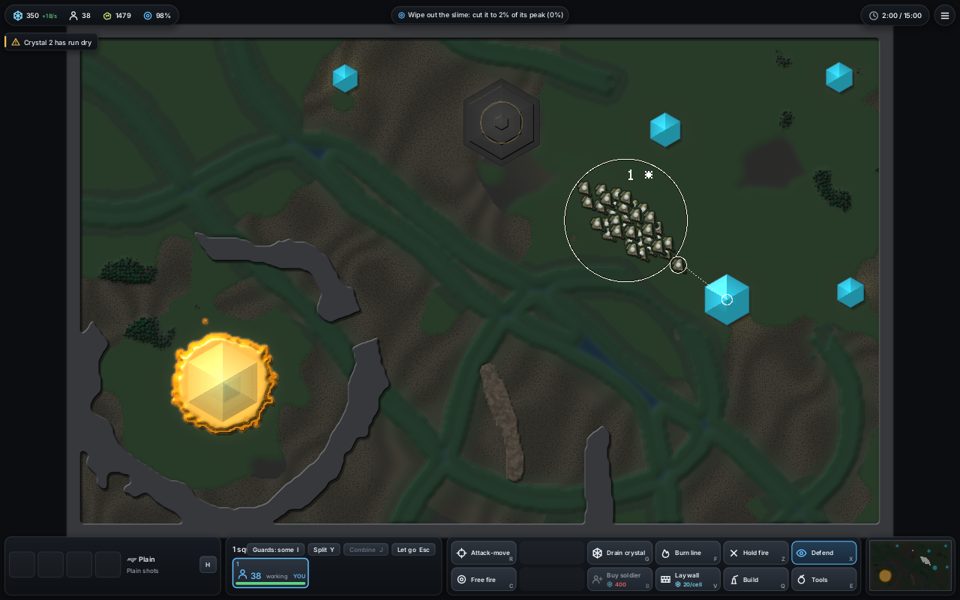 350 +18/s 38 1479 98%
Wipe out the slime: cut it to 2% of its peak (0%)
2:00 / 15:00
Crystal 2 has run dry
1
Plain
Plain shots
H
1 sq Guards: some I Split Y Combine J Let go Esc
1
38 working YOU
Attack-move R
Drain crystal G
Burn line F
Hold fire Z
Defend X
Free fire C
Buy soldier 400 B
Lay wall 20/cell V
Build Q
Tools E